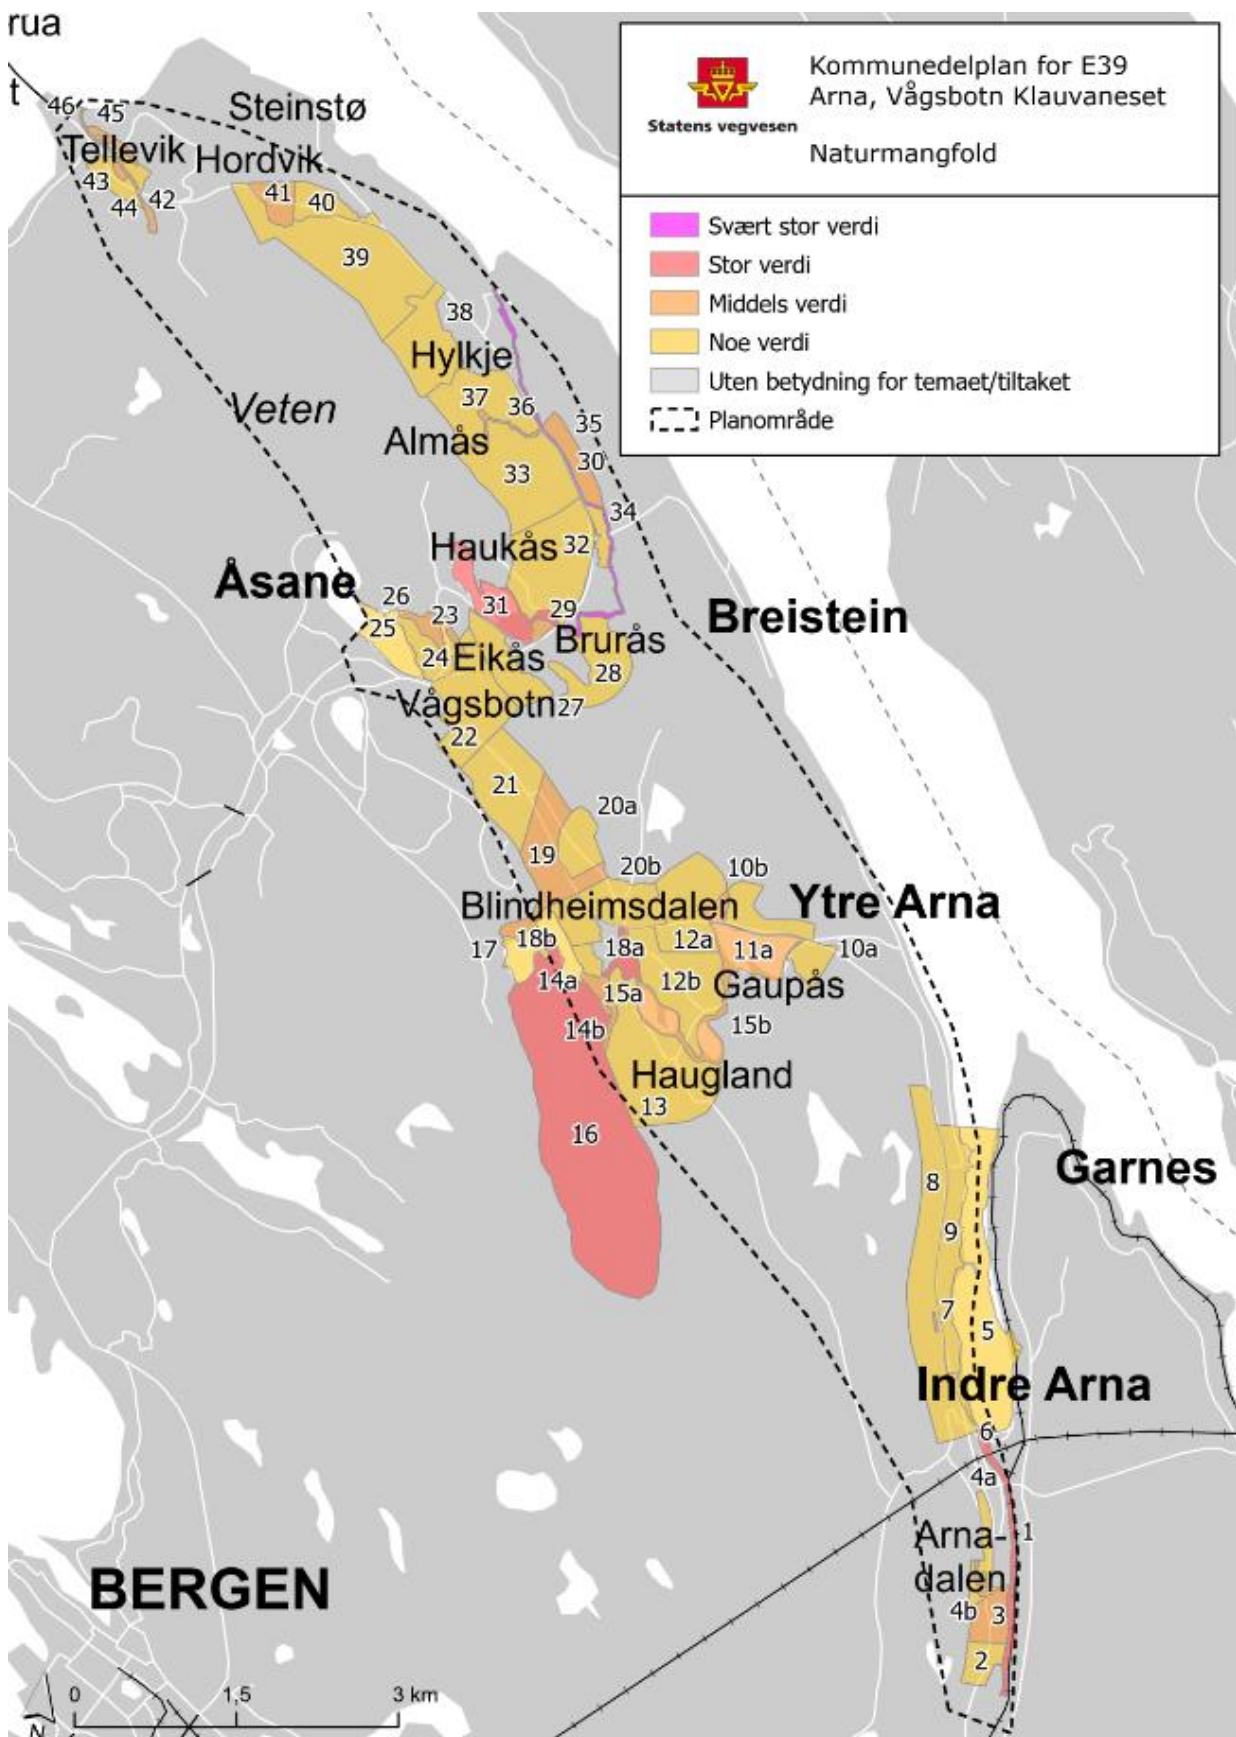 rua
t
Statens vegvesen
Kommunedelplan for E39
Arna, Vågsbotn Klauvaneset
Naturmangfold
Svært stor verdi
Stor verdi
Middels verdi
Noe verdi
Uten betydning for temaet/tiltaket
Planområde
46
45
Steinstø
Tellevik
Hordvik
43
44
42
41
40
39
38
Hylkje
37
36
Veten
Almås
35
30
33
34
Haukås
32
Åsane
26
25
23
31
29
Breistein
24
Eikås
Brurås
28
Vågsbotn
27
22
21
20a
19
20b
10b
Blindheimsdalen
Ytre Arna
17
18b
18a
12a
11a
10a
14a
15a
12b
Gaupås
14b
15b
Haugland
13
16
Garnes
8
9
7
5
Indre Arna
6
4a
Arna-
dalen
1
4b
3
2
BERGEN
N
0
1,5
3 km